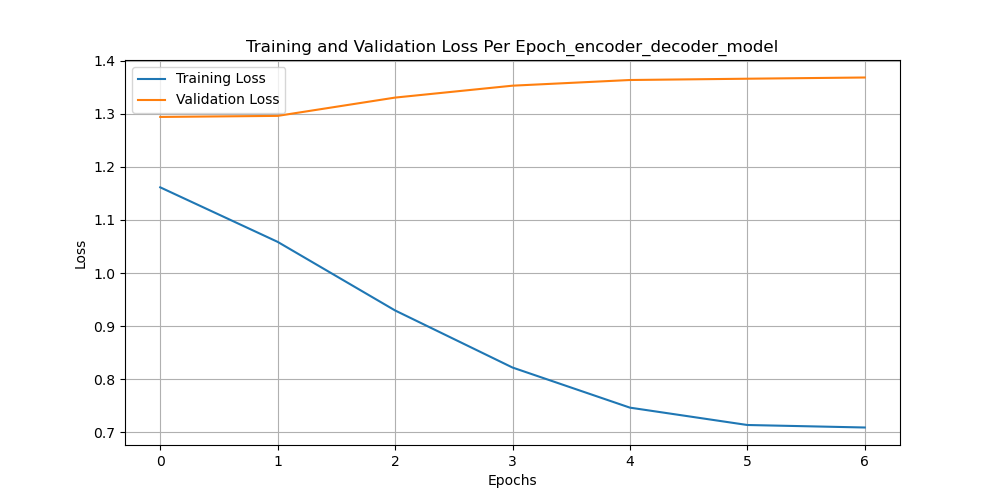 Training and Validation Loss Per Epoch_encoder_decoder_model
Training Loss
Validation Loss
Loss
1.4
1.3
1.2
1.1
1.0
0.9
0.8
0.7
0 1 2 3 4 5 6
Epochs